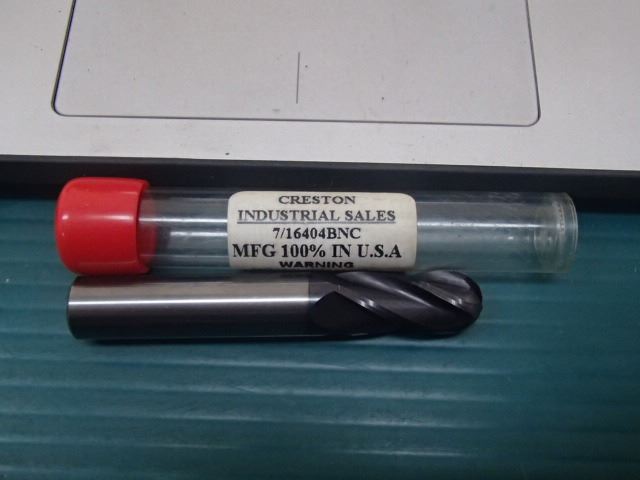 CRESTON
INDUSTRIAL SALES
7/16404BNC
MFG 100% IN U.S.A
WARNING